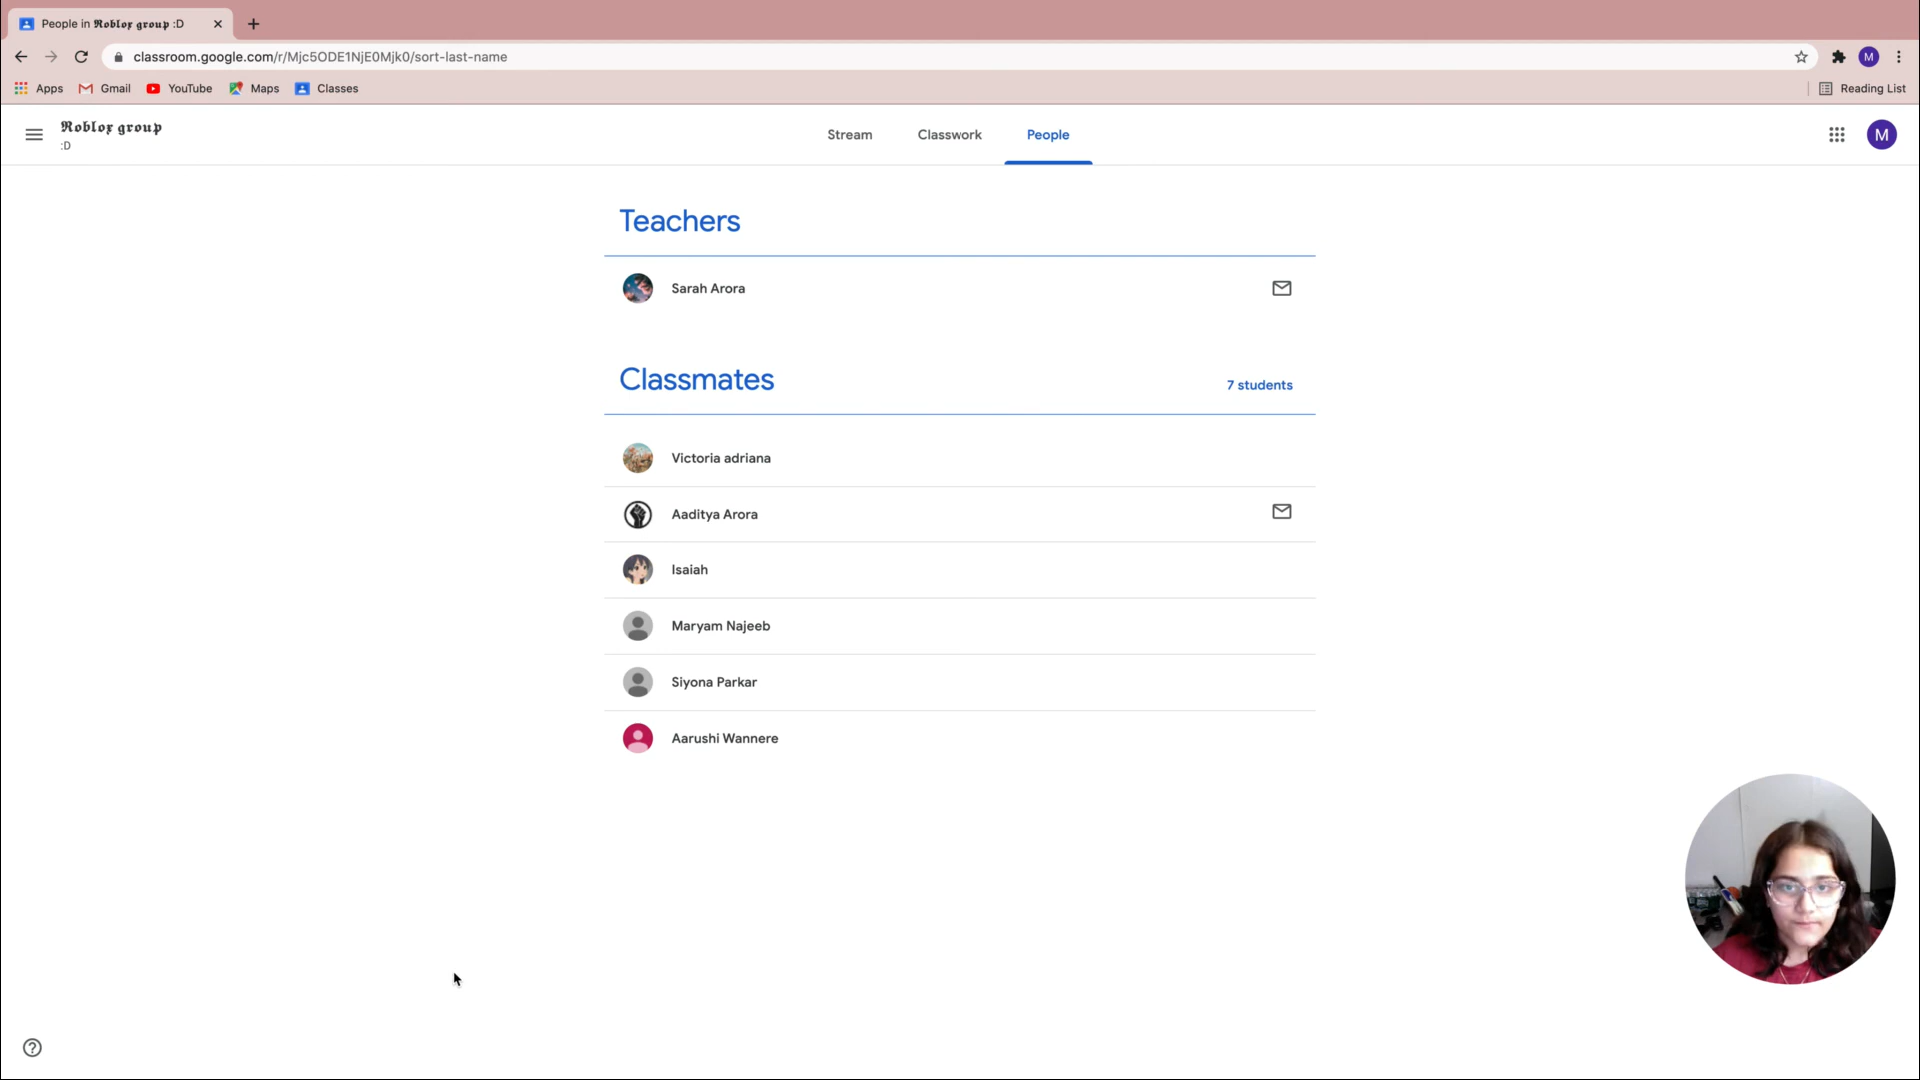 People in 𝕽𝖔𝖇𝖑𝖔𝖝 𝖌𝖗𝖔𝖚𝖕 :D
classroom.google.com/r/Mjc5ODE1NjE0Mjk0/sort-last-name
M
Apps
Gmail
YouTube
Maps
Classes
Reading List
𝕽𝖔𝖇𝖑𝖔𝖝 𝖌𝖗𝖔𝖚𝖕
:D
Stream
Classwork
People
M
Teachers
Sarah Arora
Classmates
7 students
Victoria adriana
Aaditya Arora
Isaiah
Maryam Najeeb
Siyona Parkar
Aarushi Wannere